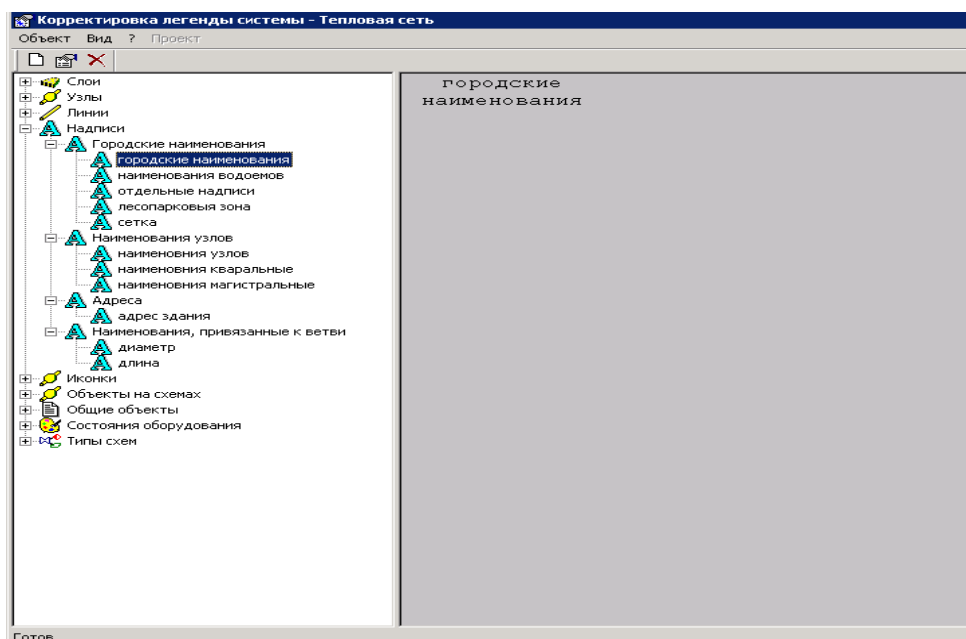 Корректировка легенды системы - Тепловая сеть
Объект Вид ? Проект
Слои
Узлы
Линии
Надписи
Городские наименования
городские наименования
наименования водоемов
отдельные надписи
лесопарковыя зона
сетка
Наименования узлов
наименовния узлов
наименовния кваральные
наименовния магистральные
Адреса
адрес здания
Наименования, привязанные к ветви
диаметр
длина
Иконки
Объекты на схемах
Общие объекты
Состояния оборудования
Типы схем
городские
наименования
Готов